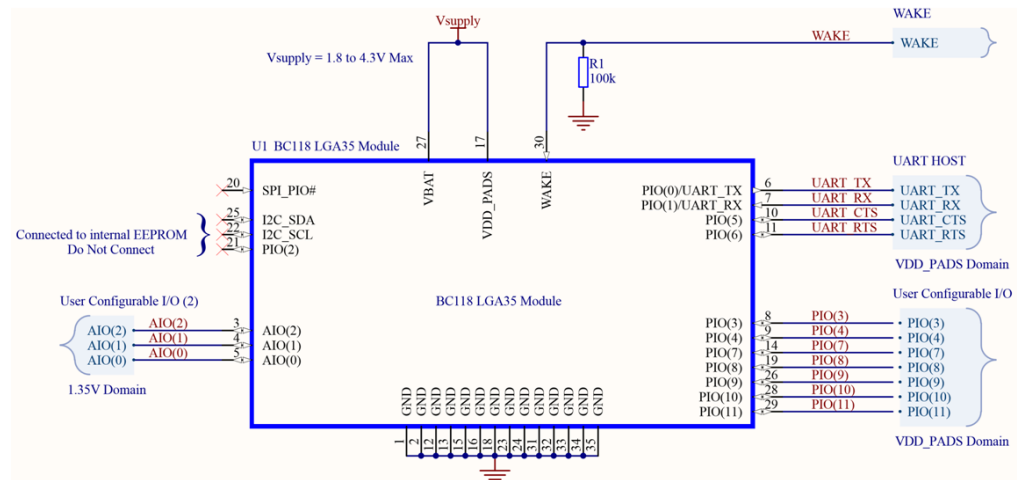 Vsupply
WAKE
Vsupply = 1.8 to 4.3V Max
WAKE
WAKE
R1
100k
27
17
30
U1 BC118 LGA35 Module
UART HOST
VBAT
VDD_PADS
WAKE
20 SPI_PIO#
PIO(0)/UART_TX 6 UART_TX UART_TX
PIO(1)/UART_RX 7 UART_RX UART_RX
25 I2C_SDA
PIO(5) 10 UART_CTS UART_CTS
22 I2C_SCL
PIO(6) 11 UART_RTS UART_RTS
21 PIO(2)
Connected to internal EEPROM
Do Not Connect
VDD_PADS Domain
BC118 LGA35 Module
User Configurable I/O (2)
User Configurable I/O
AIO(2) AIO(2) 3 AIO(2)
AIO(1) AIO(1) 4 AIO(1)
AIO(0) AIO(0) 5 AIO(0)
1.35V Domain
PIO(3) 8 PIO(3) PIO(3)
PIO(4) 9 PIO(4) PIO(4)
PIO(7) 14 PIO(7) PIO(7)
PIO(8) 19 PIO(8) PIO(8)
PIO(9) 26 PIO(9) PIO(9)
PIO(10) 28 PIO(10) PIO(10)
PIO(11) 29 PIO(11) PIO(11)
VDD_PADS Domain
GND GND GND GND GND GND GND GND GND GND GND GND GND GND
1 2 12 13 15 16 18 23 24 31 32 33 34 35